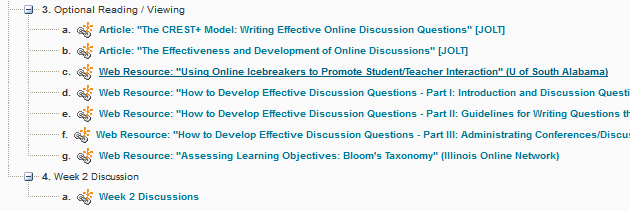 3. Optional Reading / Viewing
a. Article: "The CREST+ Model: Writing Effective Online Discussion Questions" [JOLT]
b. Article: "The Effectiveness and Development of Online Discussions" [JOLT]
c. Web Resource: "Using Online Icebreakers to Promote Student/Teacher Interaction" (U of South Alabama)
d. Web Resource: "How to Develop Effective Discussion Questions - Part I: Introduction and Discussion Questi
e. Web Resource: "How to Develop Effective Discussion Questions - Part II: Guidelines for Writing Questions th
f. Web Resource: "How to Develop Effective Discussion Questions - Part III: Administrating Conferences/Discus
g. Web Resource: "Assessing Learning Objectives: Bloom's Taxonomy" (Illinois Online Network)
4. Week 2 Discussion
a. Week 2 Discussions